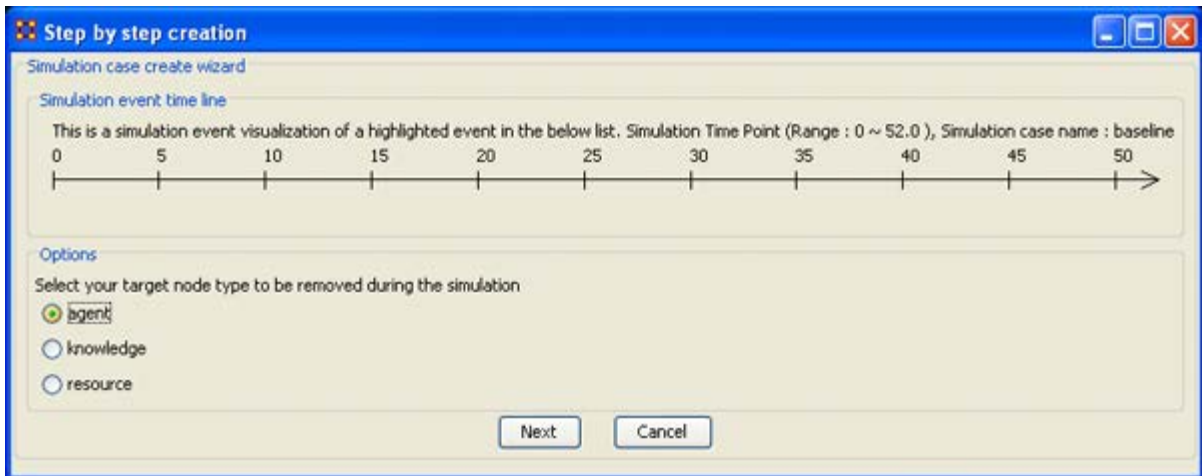 Step by step creation
Simulation case create wizard
Simulation event time line
This is a simulation event visualization of a highlighted event in the below list. Simulation Time Point (Range : 0 ~ 52.0 ), Simulation case name : baseline
0 5 10 15 20 25 30 35 40 45 50
Options
Select your target node type to be removed during the simulation
agent
knowledge
resource
Next Cancel